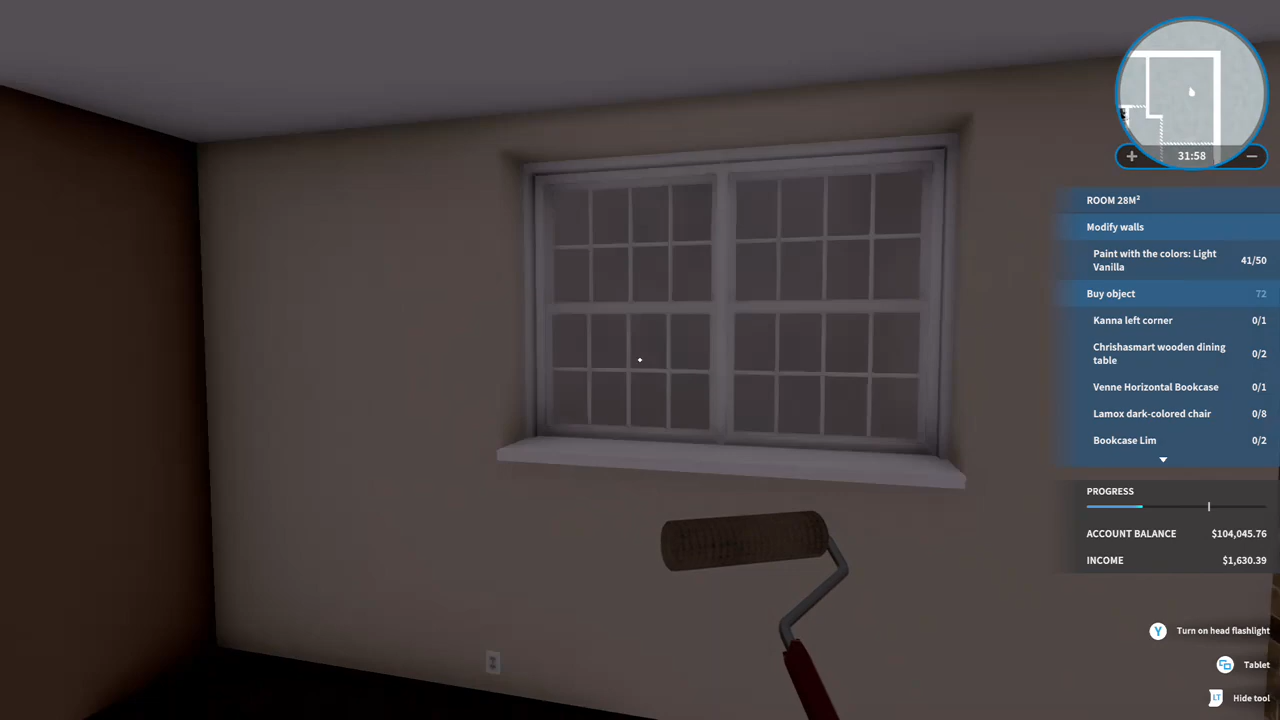 31:58
ROOM 28M²
Modify walls
Paint with the colors: Light
Vanilla
41/50
Buy object 72
Kanna left corner 0/1
Chrishasmart wooden dining
table
0/2
Venne Horizontal Bookcase 0/1
Lamox dark-colored chair 0/8
Bookcase Lim 0/2
PROGRESS
ACCOUNT BALANCE $104,045.76
INCOME $1,630.39
Y Turn on head flashlight
Tablet
LT Hide tool